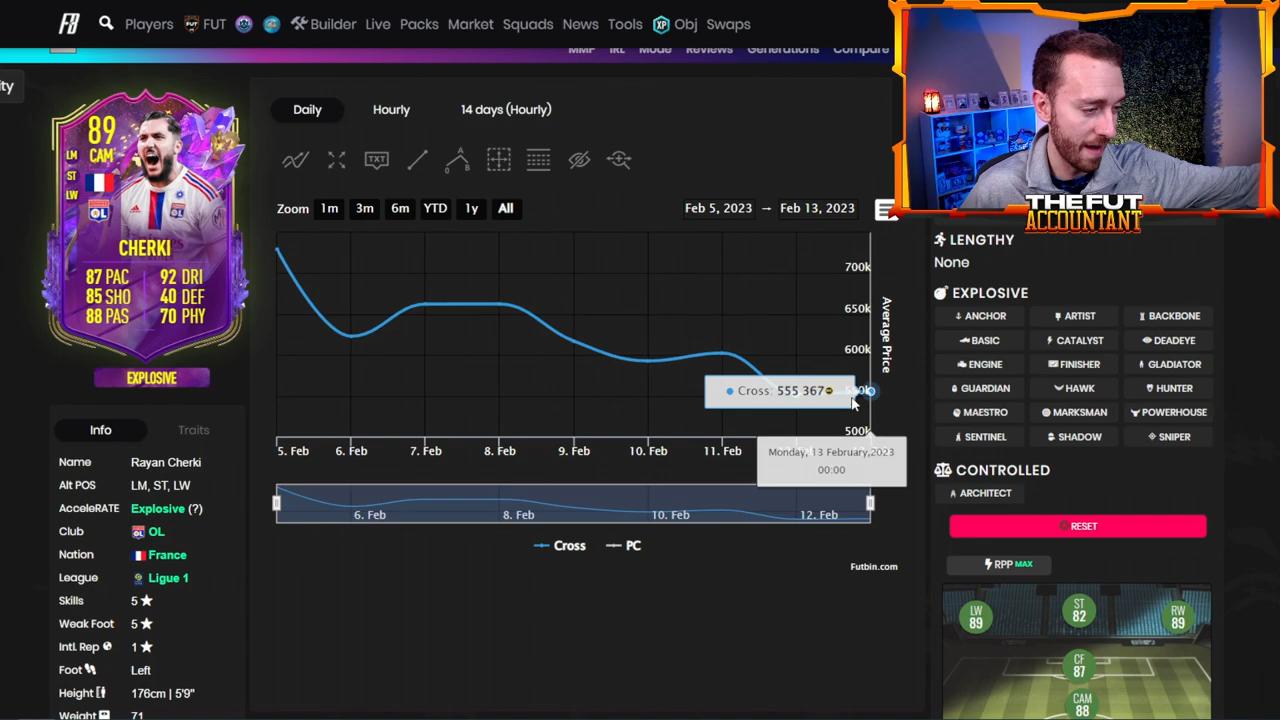 FB Players FUT Builder Live Packs Market Squads News Tools XP Obj Swaps
MMP IRL Mode Reviews Generations Compare
ity
89
CAM
LM
ST
LW
OL
CHERKI
87 PAC 92 DRI
85 SHO 40 DEF
88 PAS 70 PHY
EXPLOSIVE
Info Traits
Name Rayan Cherki
Alt POS LM, ST, LW
AcceleRATE Explosive (?)
Club OL
Nation France
League Ligue 1
Skills 5 ★
Weak Foot 5 ★
Intl. Rep 1 ★
Foot Left
Height 176cm | 5'9"
Weight 71
Daily Hourly 14 days (Hourly)
TXT
A
0 B
Zoom 1m 3m 6m YTD 1y All
Feb 5, 2023 → Feb 13, 2023
700k
650k
600k
550k
500k
Average Price
Cross: 555 367
5. Feb 6. Feb 7. Feb 8. Feb 9. Feb 10. Feb 11. Feb
Monday, 13 February, 2023
00:00
6. Feb 8. Feb 10. Feb 12. Feb
Cross PC
Futbin.com
THE FUT
ACCOUNTANT
LENGTHY
None
EXPLOSIVE
ANCHOR ARTIST BACKBONE
BASIC CATALYST DEADEYE
ENGINE FINISHER GLADIATOR
GUARDIAN HAWK HUNTER
MAESTRO MARKSMAN POWERHOUSE
SENTINEL SHADOW SNIPER
CONTROLLED
ARCHITECT
RESET
RPP MAX
LW
89
ST
82
RW
89
CF
87
CAM
88